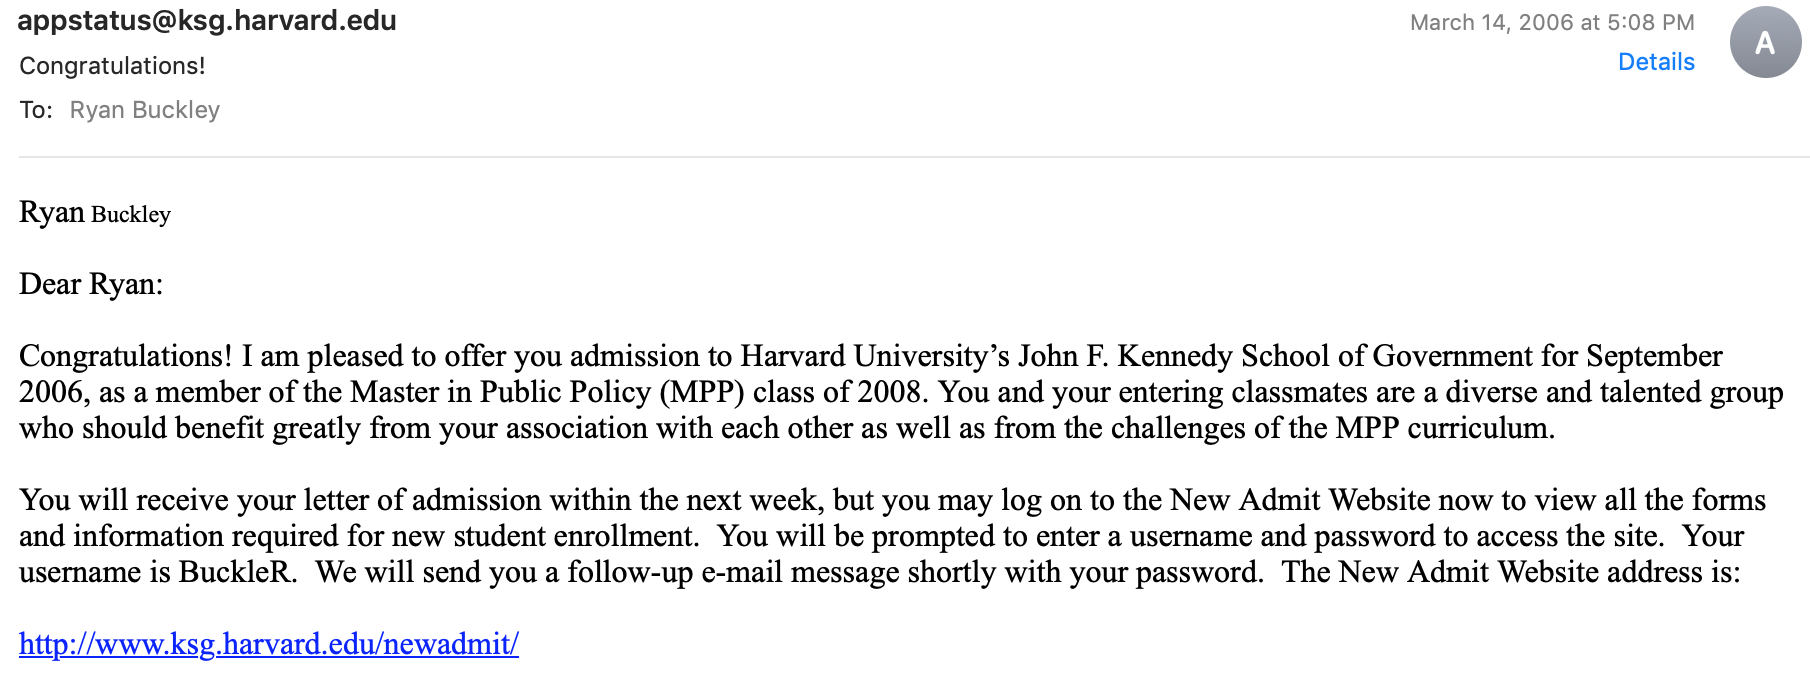 appstatus@ksg.harvard.edu
March 14, 2006 at 5:08 PM
A
Congratulations!
Details
To: Ryan Buckley
Ryan Buckley
Dear Ryan:
Congratulations! I am pleased to offer you admission to Harvard University’s John F. Kennedy School of Government for September
2006, as a member of the Master in Public Policy (MPP) class of 2008. You and your entering classmates are a diverse and talented group
who should benefit greatly from your association with each other as well as from the challenges of the MPP curriculum.
You will receive your letter of admission within the next week, but you may log on to the New Admit Website now to view all the forms
and information required for new student enrollment.  You will be prompted to enter a username and password to access the site.  Your
username is BuckleR.  We will send you a follow-up e-mail message shortly with your password.  The New Admit Website address is:
http://www.ksg.harvard.edu/newadmit/